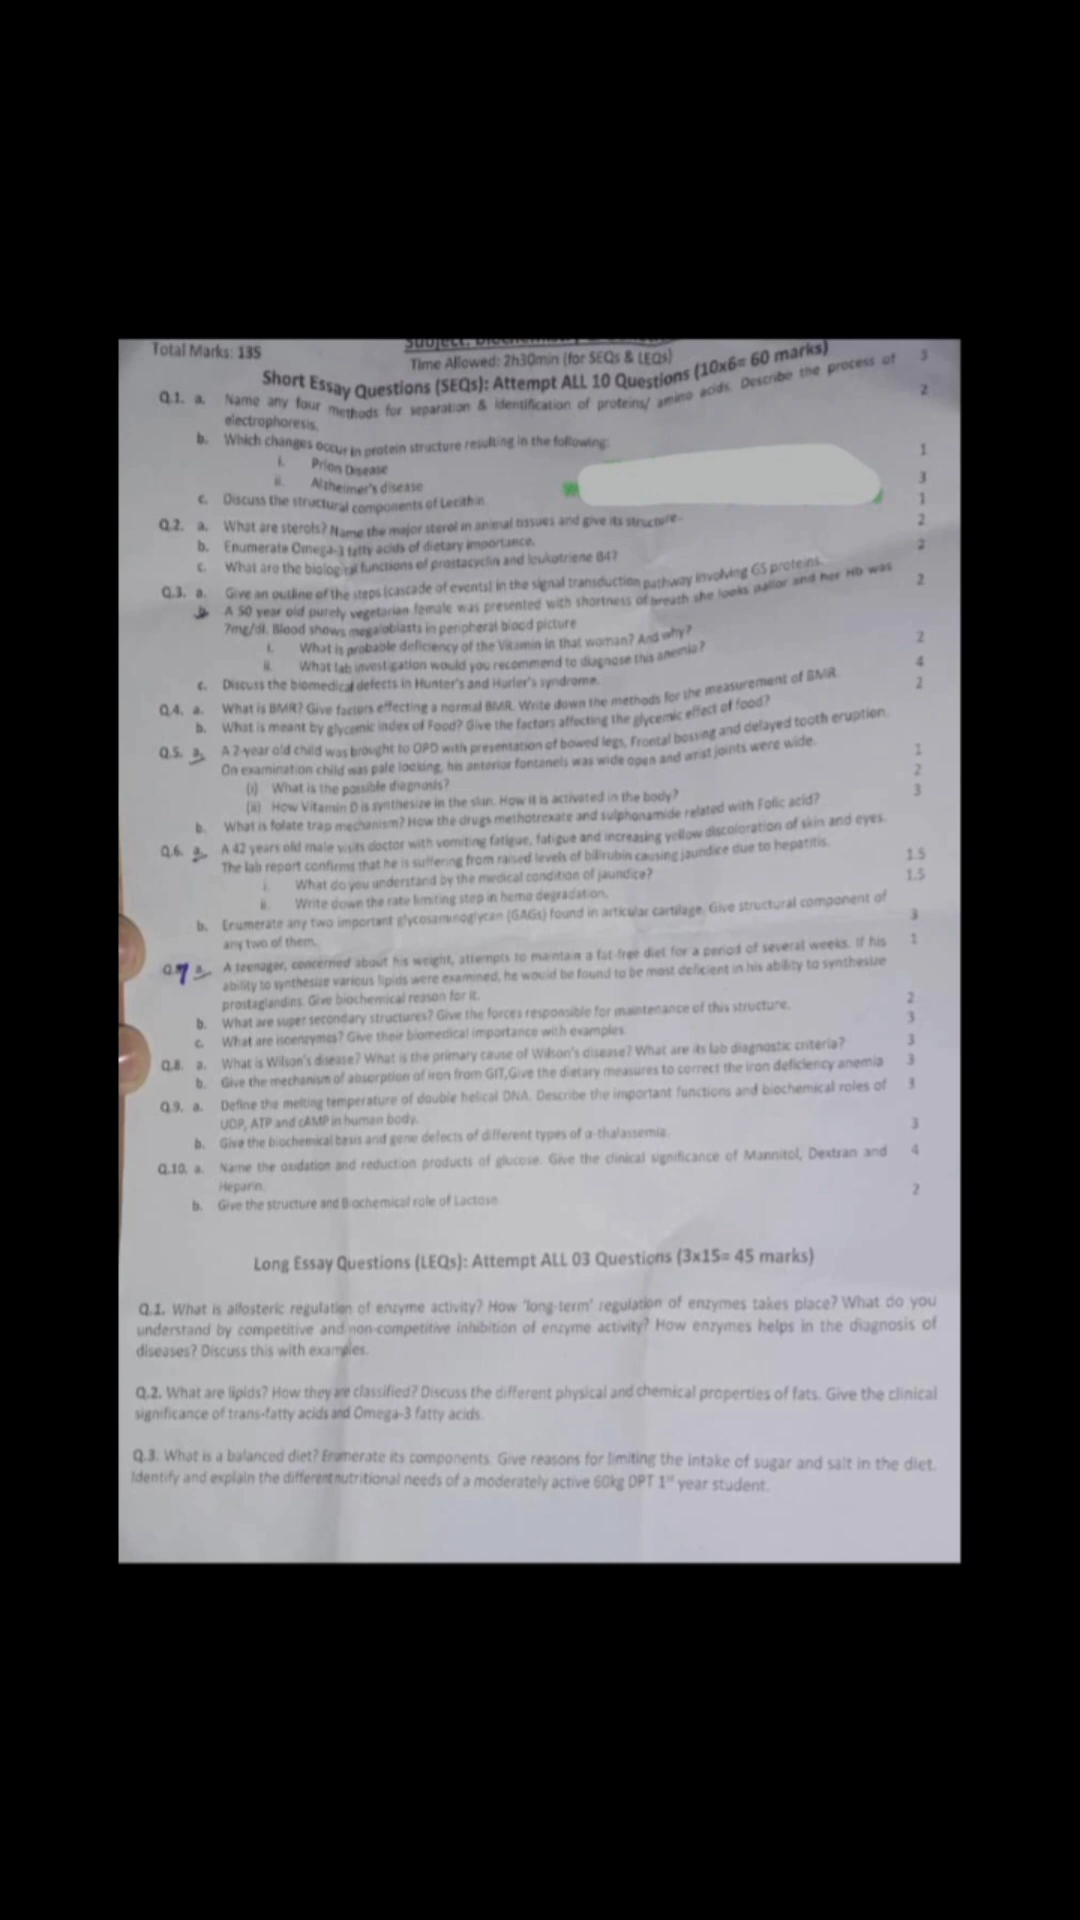 Total Marks: 135
Subject:
Time Allowed: 2h30min (for SEQs & LEQs)
Short Essay Questions (SEQs): Attempt ALL 10 Questions (10x6= 60 marks)
Q.1. a. Name any four methods for separation & identification of proteins/ amino acids. Describe the process of 3
electrophoresis. 2
b. Which changes occur in protein structure resulting in the following:
i. Prion Disease
ii. Altheimer's disease 1
c. Discuss the structural components of Lecithin 3
Q.2. a. What are sterols? Name the major sterol in animal tissues and give its structure. 1
b. Enumerate Omega-3 fatty acids of dietary importance. 2
c. What are the biological functions of prostacyclin and leukotriene B4? 2
Q.3. a. Give an outline of the steps (cascade of events) in the signal transduction pathway involving GS proteins.
b. A 50 year old purely vegetarian female was presented with shortness of breath she looks pallor and her Hb was 2
7mg/dl. Blood shows megaloblasts in peripheral blood picture
i. What is probable deficiency of the Vitamin in that woman? And why?
ii. What lab investigation would you recommend to diagnose this anemia? 2
c. Discuss the biomedical defects in Hunter's and Hurler's syndrome. 4
Q.4. a. What is BMR? Give factors effecting a normal BMR. Write down the methods for the measurement of BMR. 2
b. What is meant by glycemic index of Food? Give the factors affecting the glycemic effect of food?
Q.5. a. A 2-year old child was brought to OPD with presentation of bowed legs, Frontal bossing and delayed tooth eruption.
On examination child was pale looking, his anterior fontanels was wide open and wrist joints were wide. 1
(i) What is the possible diagnosis? 2
(ii) How Vitamin D is synthesize in the skin. How it is activated in the body? 3
b. What is folate trap mechanism? How the drugs methotrexate and sulphonamide related with Folic acid?
Q.6. a. A 42 years old male visits doctor with vomiting fatigue, fatigue and increasing yellow discoloration of skin and eyes.
The lab report confirms that he is suffering from raised levels of bilirubin causing jaundice due to hepatitis. 1.5
i. What do you understand by the medical condition of jaundice? 1.5
ii. Write down the rate limiting step in heme degradation.
b. Enumerate any two important glycosaminoglycan (GAGs) found in articular cartilage. Give structural component of 3
any two of them.
Q.7 a. A teenager, concerned about his weight, attempts to maintain a fat-free diet for a period of several weeks. If his 1
ability to synthesize various lipids were examined, he would be found to be most deficient in his ability to synthesize
prostaglandins. Give biochemical reason for it.
b. What are super secondary structures? Give the forces responsible for maintenance of this structure. 2
c. What are isoenzymes? Give their biomedical importance with examples 3
Q.8. a. What is Wilson's disease? What is the primary cause of Wilson's disease? What are its lab diagnostic criteria? 3
b. Give the mechanism of absorption of iron from GIT,Give the dietary measures to correct the iron deficiency anemia 3
Q.9. a. Define the melting temperature of double helical DNA. Describe the important functions and biochemical roles of 3
UDP, ATP and cAMP in human body.
b. Give the biochemical basis and gene defects of different types of α-thalassemia. 3
Q.10. a. Name the oxidation and reduction products of glucose. Give the clinical significance of Mannitol, Dextran and 4
Heparin.
b. Give the structure and Biochemical role of Lactose 2
Long Essay Questions (LEQs): Attempt ALL 03 Questions (3x15= 45 marks)
Q.1. What is allosteric regulation of enzyme activity? How 'long-term' regulation of enzymes takes place? What do you
understand by competitive and non-competitive inhibition of enzyme activity? How enzymes helps in the diagnosis of
diseases? Discuss this with examples.
Q.2. What are lipids? How they are classified? Discuss the different physical and chemical properties of fats. Give the clinical
significance of trans-fatty acids and Omega-3 fatty acids.
Q.3. What is a balanced diet? Enumerate its components. Give reasons for limiting the intake of sugar and salt in the diet.
Identify and explain the different nutritional needs of a moderately active 60kg DPT 1st year student.